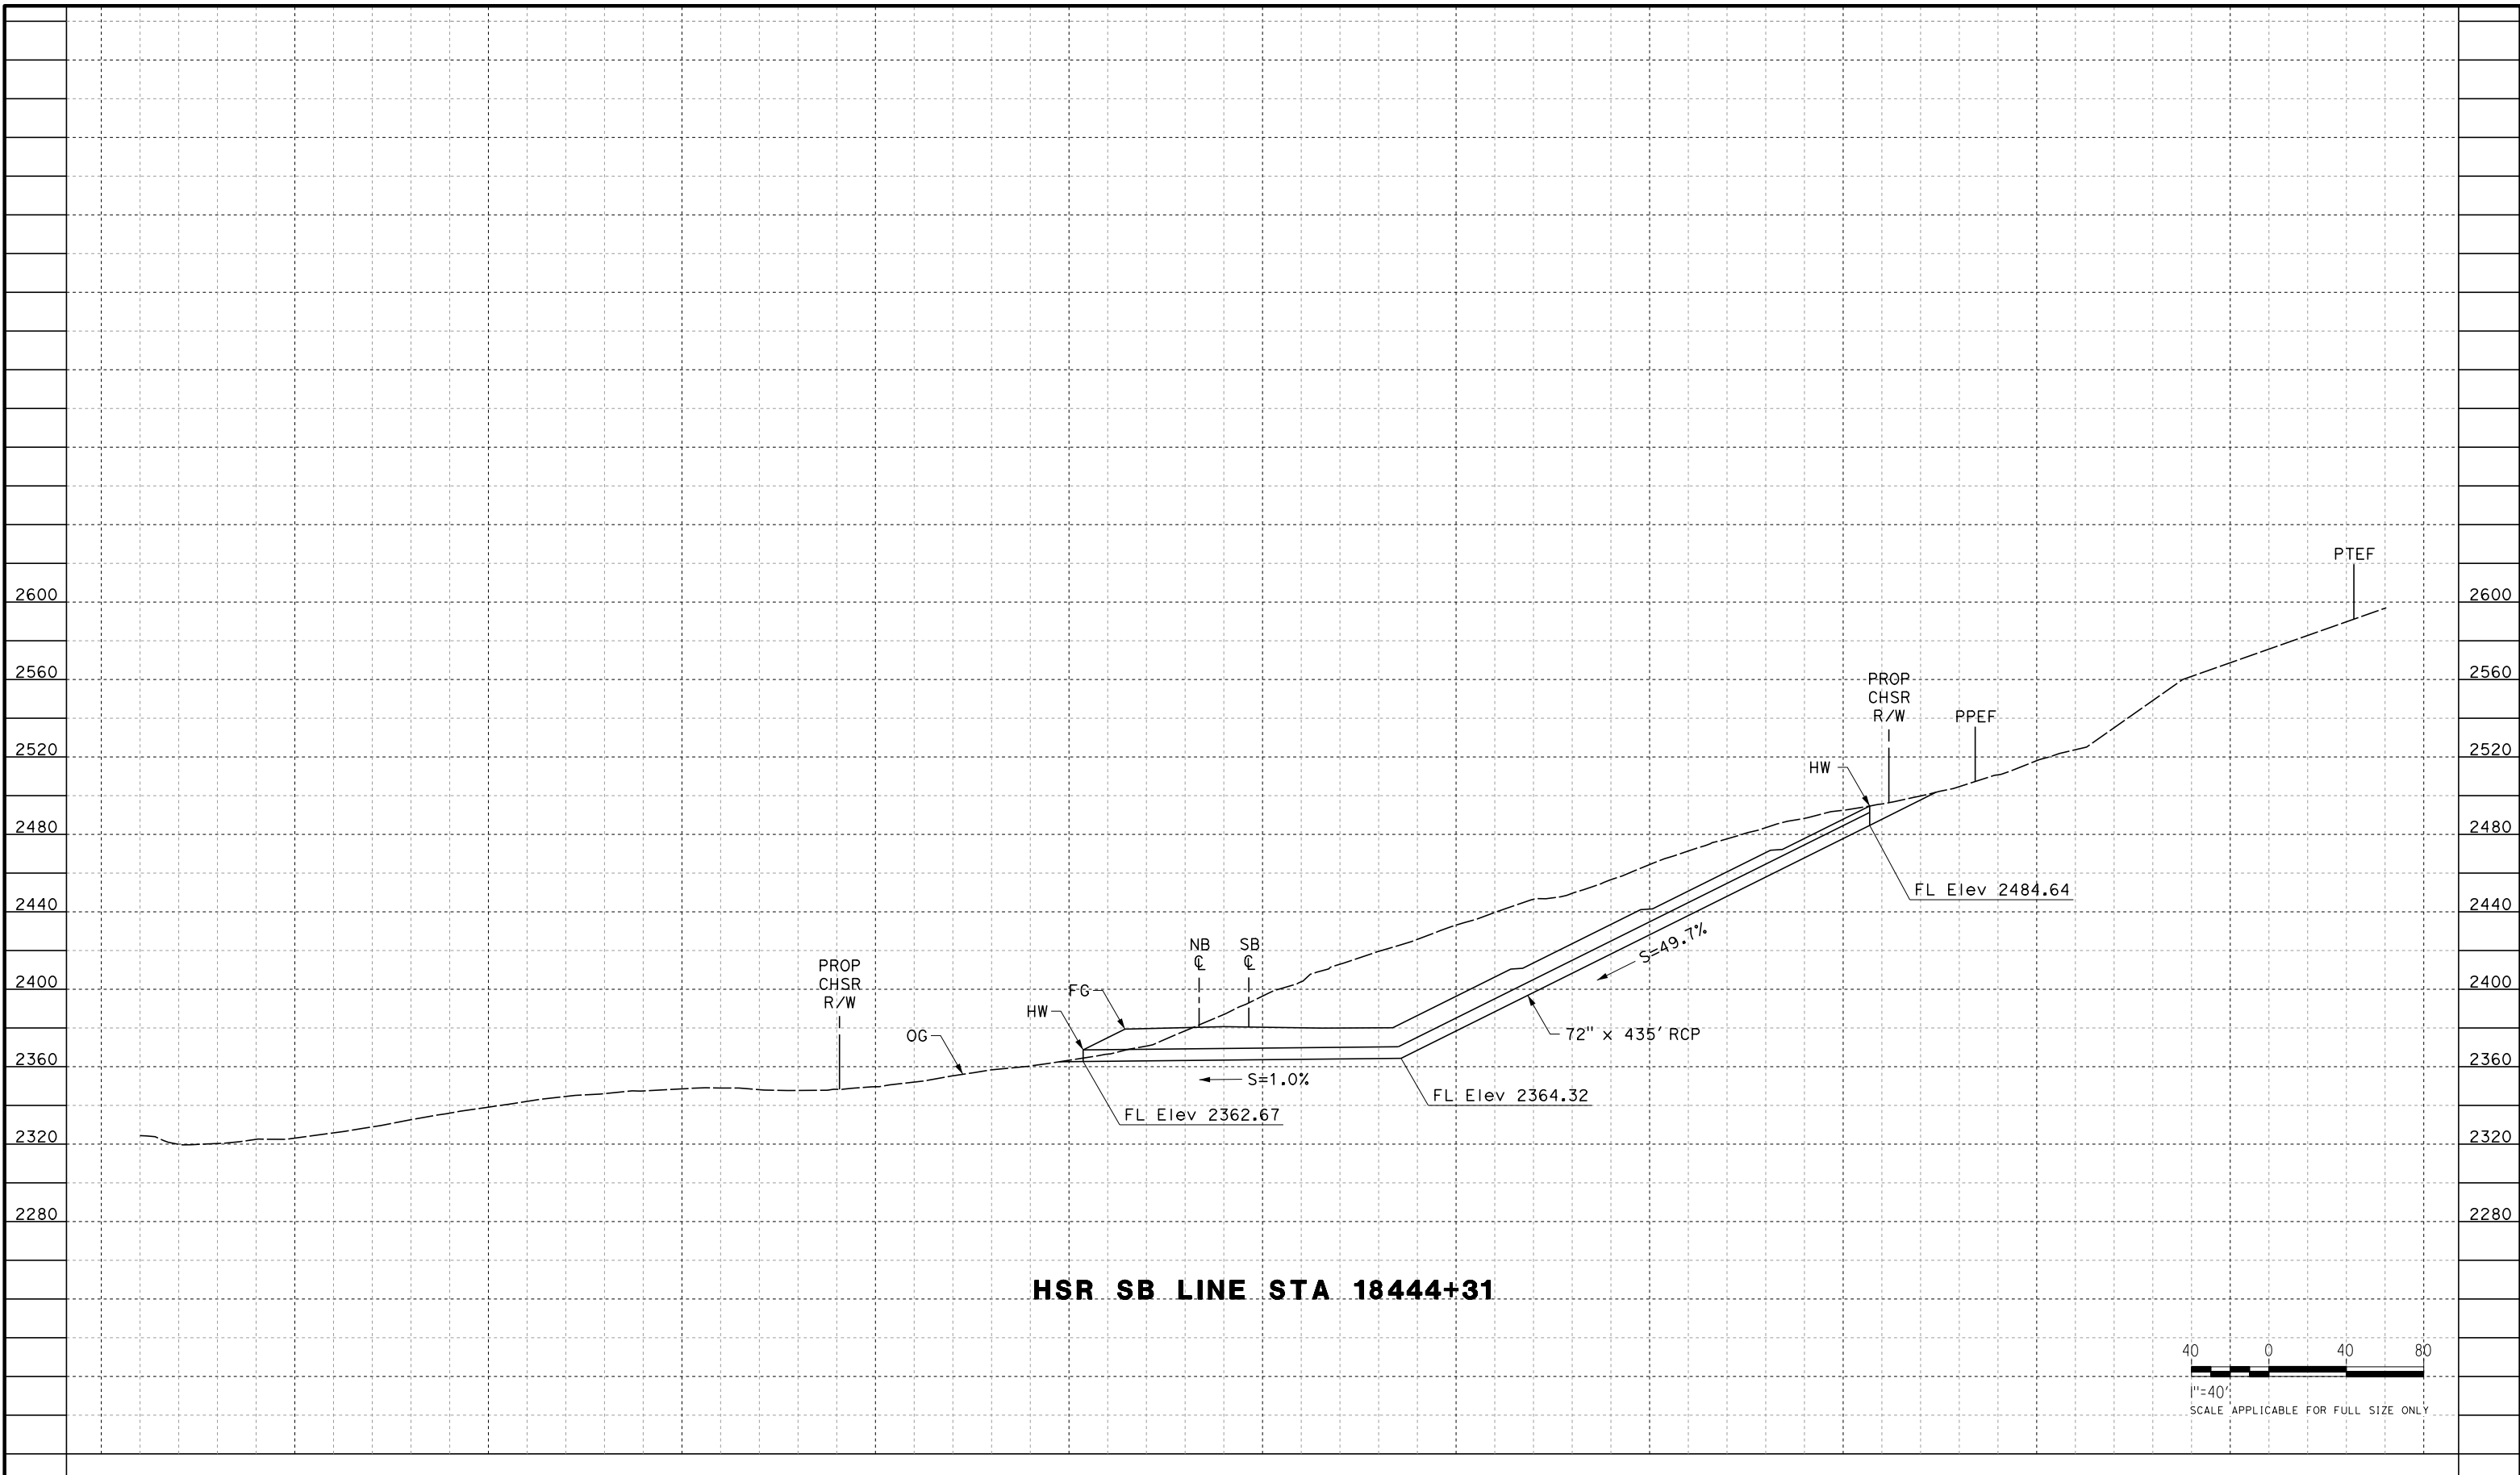 PTEF
2600 2600
2560 2560
PROP
CHSR
R/W
PPEF
2520 2520
HW
2480 2480
FL Elev 2484.64
2440 2440
S=49.7%
NB
℄
SB
℄
PROP
CHSR
R/W
2400 2400
FG
HW
OG
72" x 435' RCP
2360 2360
S=1.0%
FL Elev 2364.32
FL Elev 2362.67
2320 2320
2280 2280
HSR SB LINE STA 18444+31
40 0 40 80
1"=40'
SCALE APPLICABLE FOR FULL SIZE ONLY